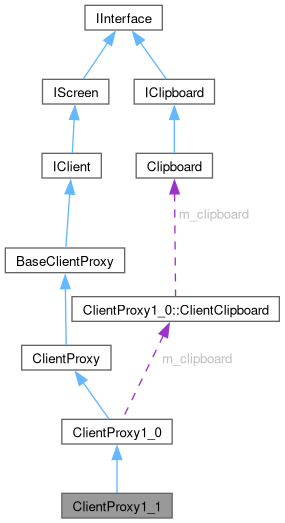 IInterface
IScreen
IClipboard
IClient
Clipboard
m_clipboard
BaseClientProxy
ClientProxy1_0::ClientClipboard
ClientProxy
m_clipboard
ClientProxy1_0
ClientProxy1_1